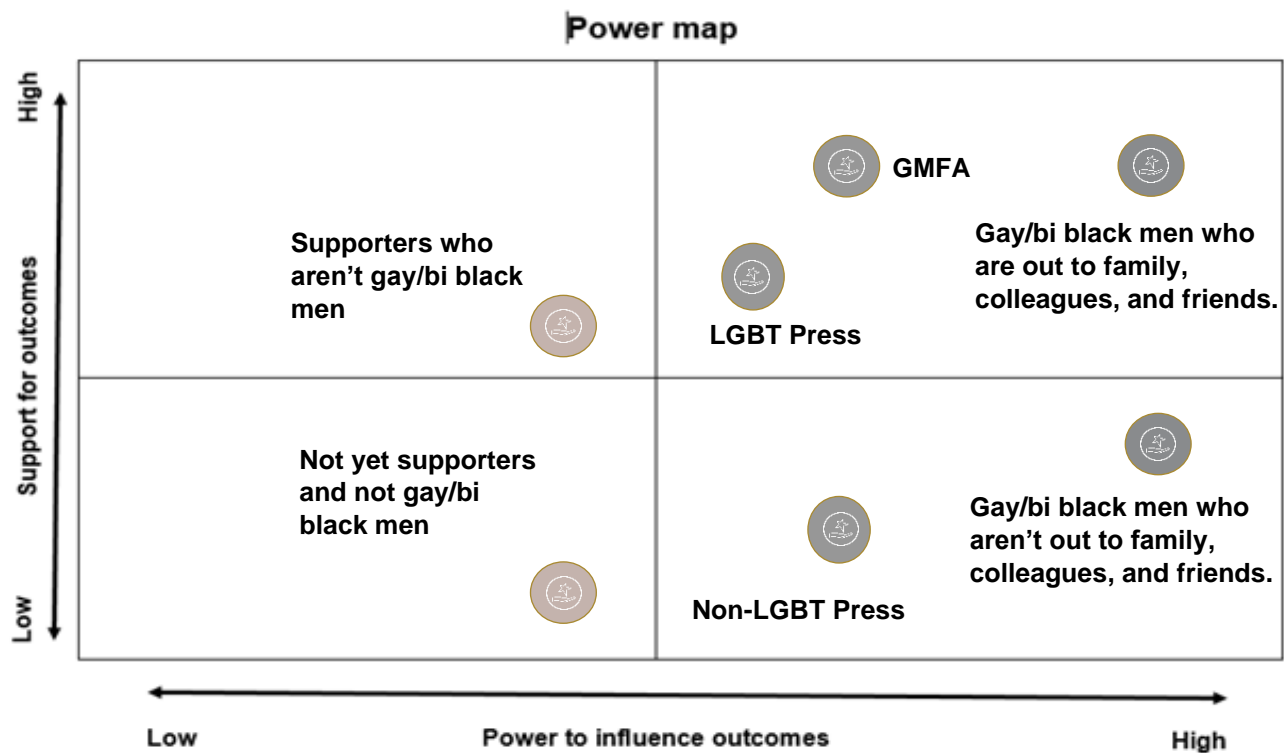 Power map
High
Support for outcomes
Low
Supporters who
aren’t gay/bi black
men
GMFA
LGBT Press
Gay/bi black men who
are out to family,
colleagues, and friends.
Not yet supporters
and not gay/bi
black men
Non-LGBT Press
Gay/bi black men who
aren’t out to family,
colleagues, and friends.
Low
Power to influence outcomes
High